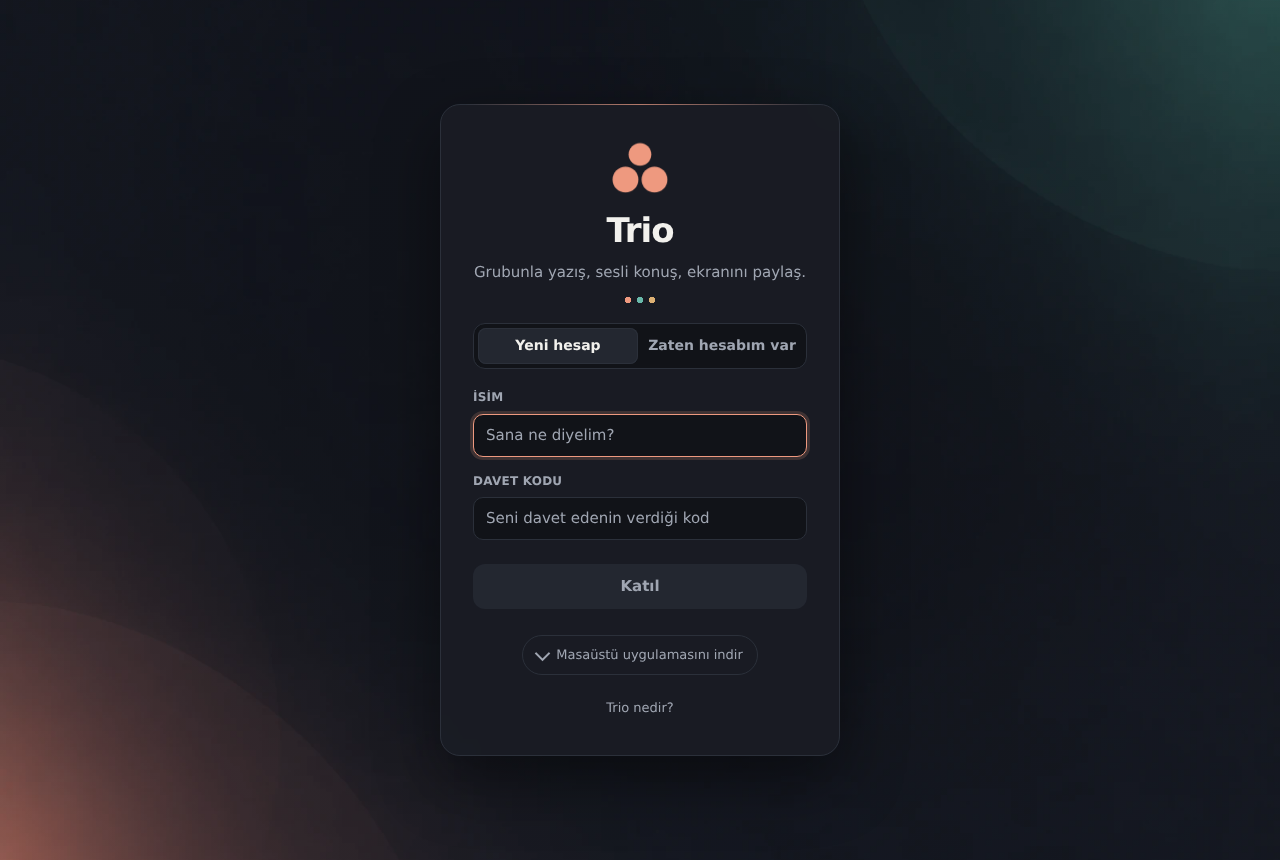 Trio
Grubunla yazış, sesli konuş, ekranını paylaş.
Yeni hesap
Zaten hesabım var
İSİM
Sana ne diyelim?
DAVET KODU
Seni davet edenin verdiği kod
Katıl
Masaüstü uygulamasını indir
Trio nedir?